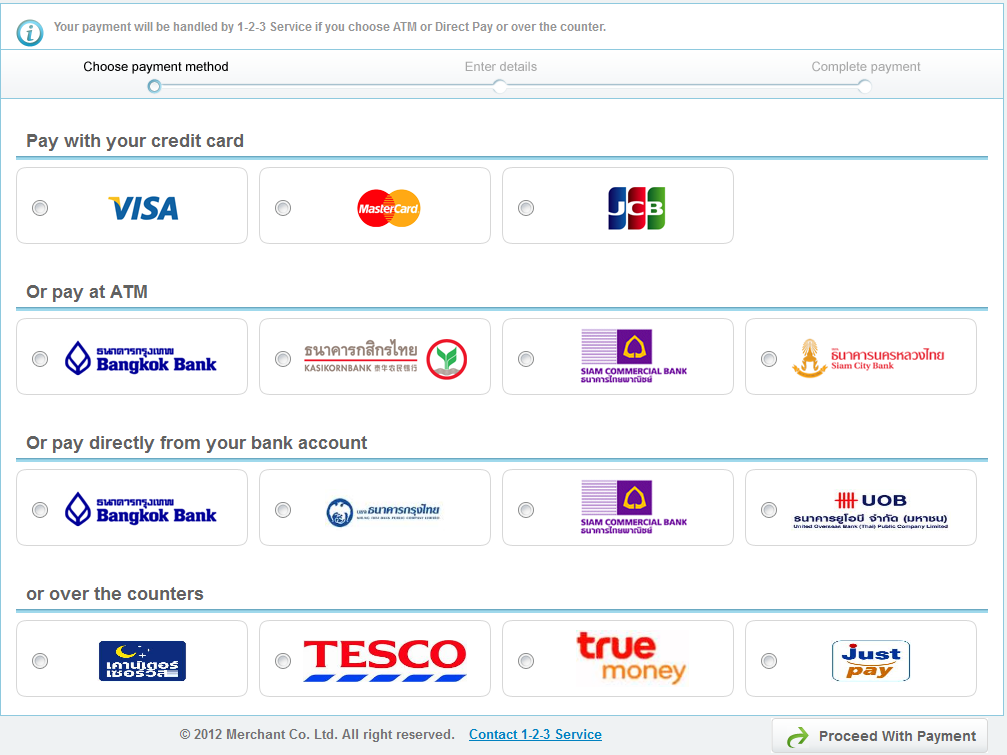 Your payment will be handled by 1-2-3 Service if you choose ATM or Direct Pay or over the counter.
Choose payment method
Enter details
Complete payment
Pay with your credit card
VISA
MasterCard
JCB
Or pay at ATM
ธนาคารกรุงเทพ
Bangkok Bank
ธนาคารกสิกรไทย
KASIKORNBANK 泰华农民银行
SIAM COMMERCIAL BANK
ธนาคารไทยพาณิชย์
ธนาคารนครหลวงไทย
Siam City Bank
Or pay directly from your bank account
ธนาคารกรุงเทพ
Bangkok Bank
ธนาคารกรุงไทย
SIAM COMMERCIAL BANK
ธนาคารไทยพาณิชย์
UOB
ธนาคารยูโอบี จำกัด (มหาชน)
United Overseas Bank (Thai) Public Company Limited
or over the counters
เคาน์เตอร์
เซอร์วิส
TESCO
true
money
Just
pay
© 2012 Merchant Co. Ltd. All right reserved.
Contact 1-2-3 Service
Proceed With Payment